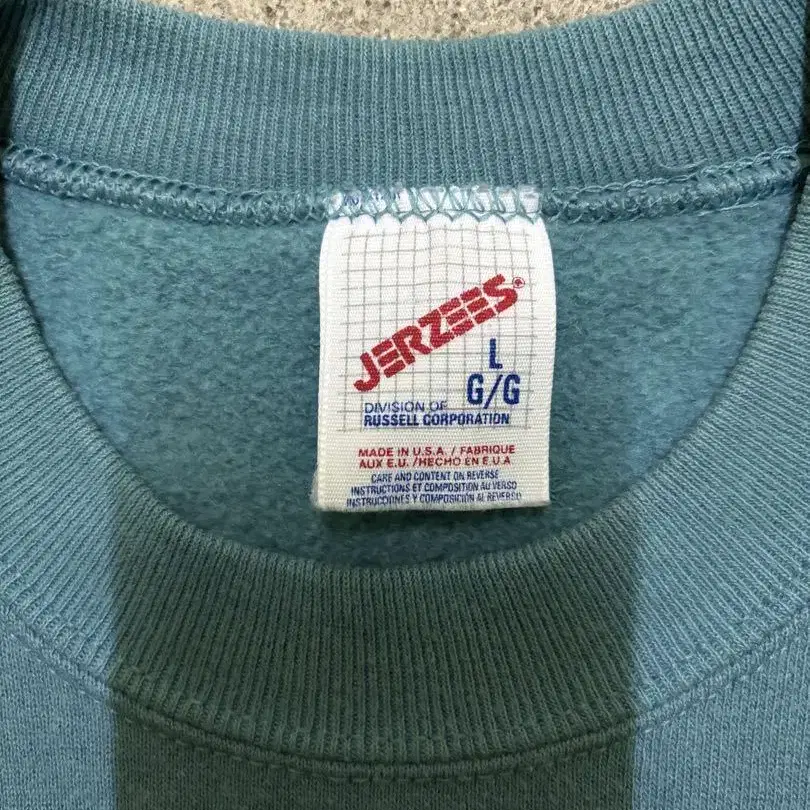 JERZEES®
L
G/G
DIVISION OF
RUSSELL CORPORATION
MADE IN U.S.A. / FABRIQUE
AUX E.U. /HECHO EN E.U.A
CARE AND CONTENT ON REVERSE
INSTRUCTIONS ET COMPOSITION AU VERSO
INSTRUCCIONES Y COMPOSICIÓN AL REVERSO